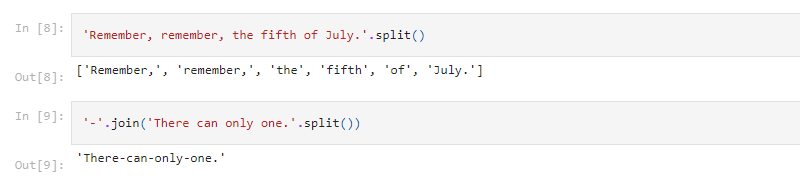 In [8]: 'Remember, remember, the fifth of July.'.split()
Out[8]: ['Remember,', 'remember,', 'the', 'fifth', 'of', 'July.']
In [9]: '-'.join('There can only one.'.split())
Out[9]: 'There-can-only-one.'